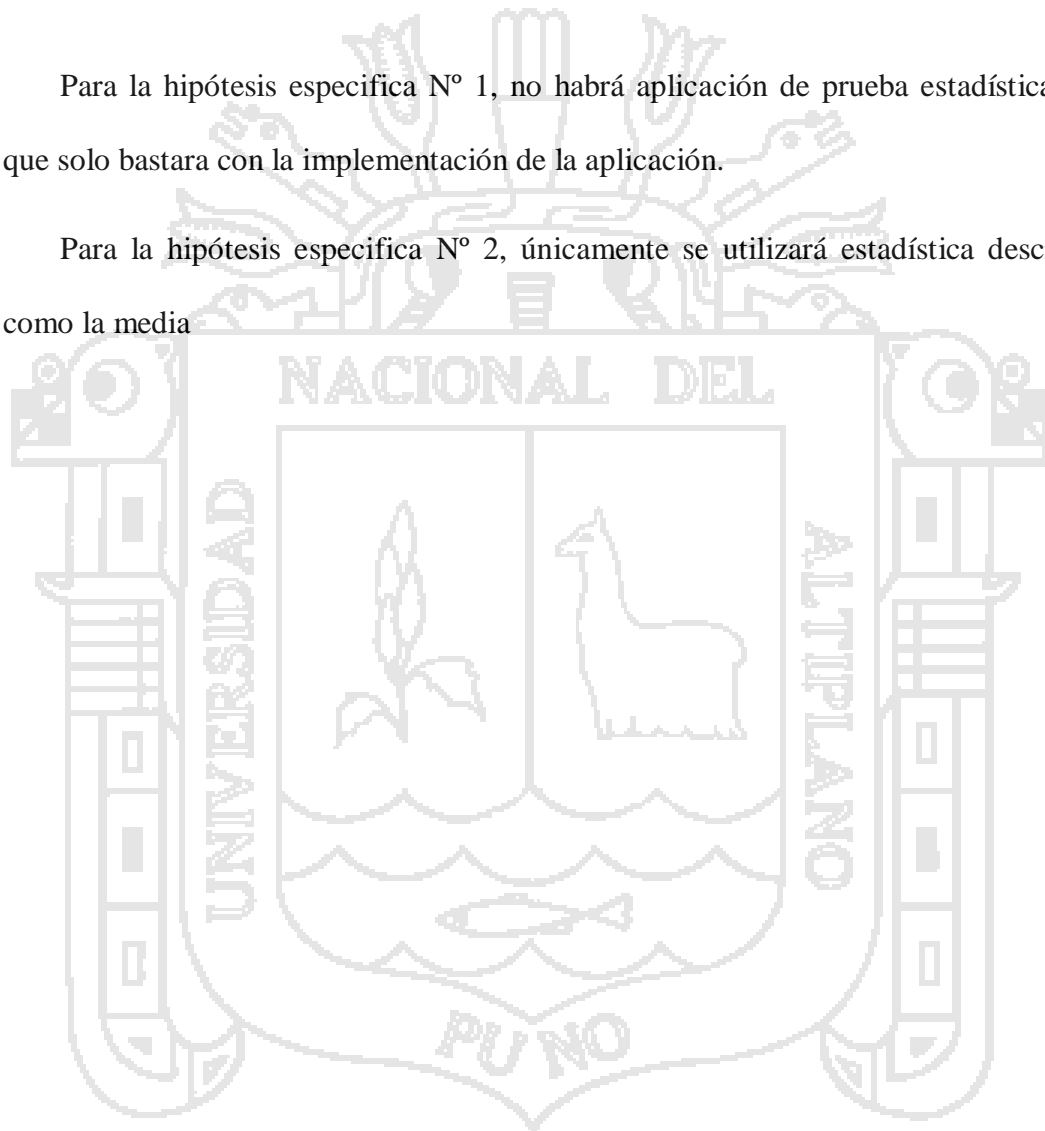 Para la hipótesis especifica Nº 1, no habrá aplicación de prueba estadística
que solo bastara con la implementación de la aplicación.
Para la hipótesis especifica Nº 2, únicamente se utilizará estadística desc
como la media
NACIONAL DEL
UNIVERSIDAD
ALTIPLANO
PUNO